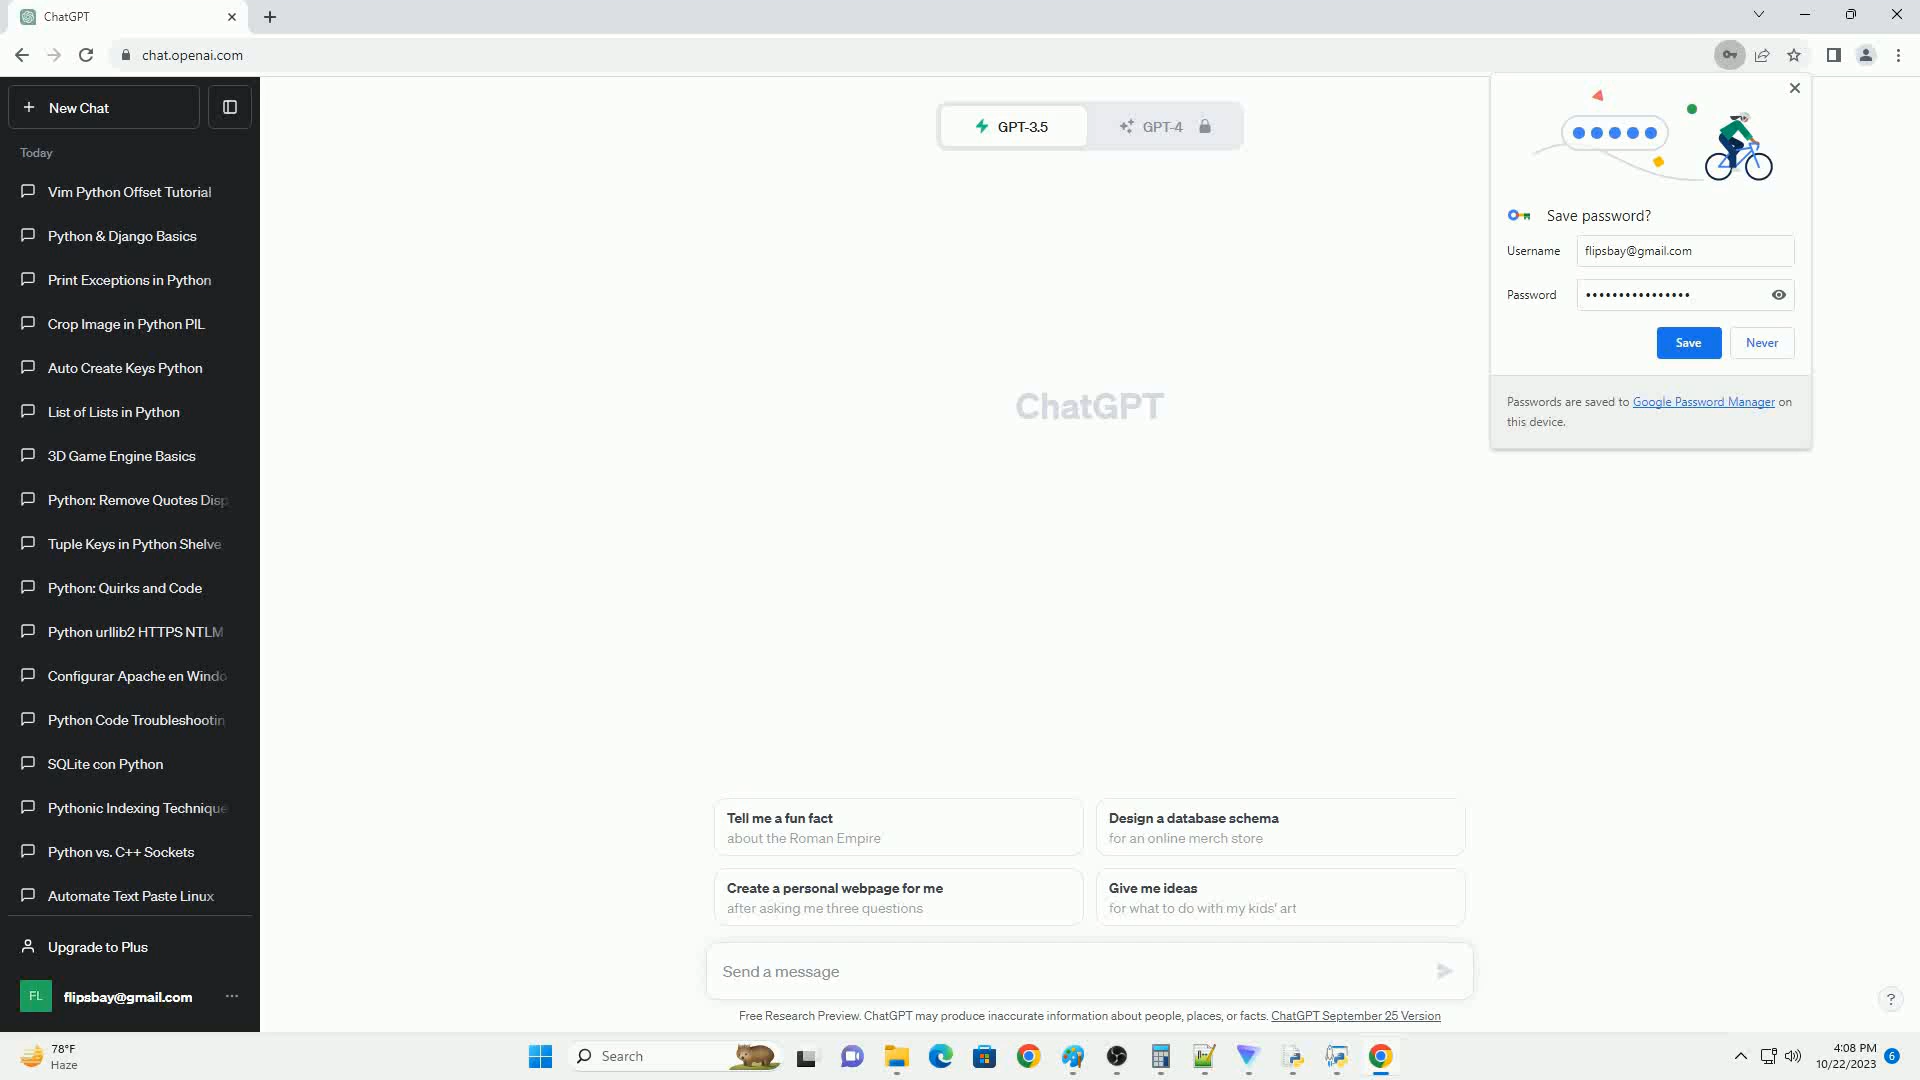 ChatGPT
chat.openai.com
New Chat
Today
Vim Python Offset Tutorial
Python & Django Basics
Print Exceptions in Python
Crop Image in Python PIL
Auto Create Keys Python
List of Lists in Python
3D Game Engine Basics
Python: Remove Quotes Disp
Tuple Keys in Python Shelve
Python: Quirks and Code
Python urllib2 HTTPS NTLM
Configurar Apache en Windo
Python Code Troubleshootin
SQLite con Python
Pythonic Indexing Technique
Python vs. C++ Sockets
Automate Text Paste Linux
Upgrade to Plus
FL
flipsbay@gmail.com
GPT-3.5
GPT-4
ChatGPT
Save password?
Username
flipsbay@gmail.com
Password
••••••••••••••••
Save
Never
Passwords are saved to Google Password Manager on
this device.
Tell me a fun fact
about the Roman Empire
Design a database schema
for an online merch store
Create a personal webpage for me
after asking me three questions
Give me ideas
for what to do with my kids' art
Send a message
Free Research Preview. ChatGPT may produce inaccurate information about people, places, or facts. ChatGPT September 25 Version
?
78°F
Haze
Search
4:08 PM
10/22/2023
6